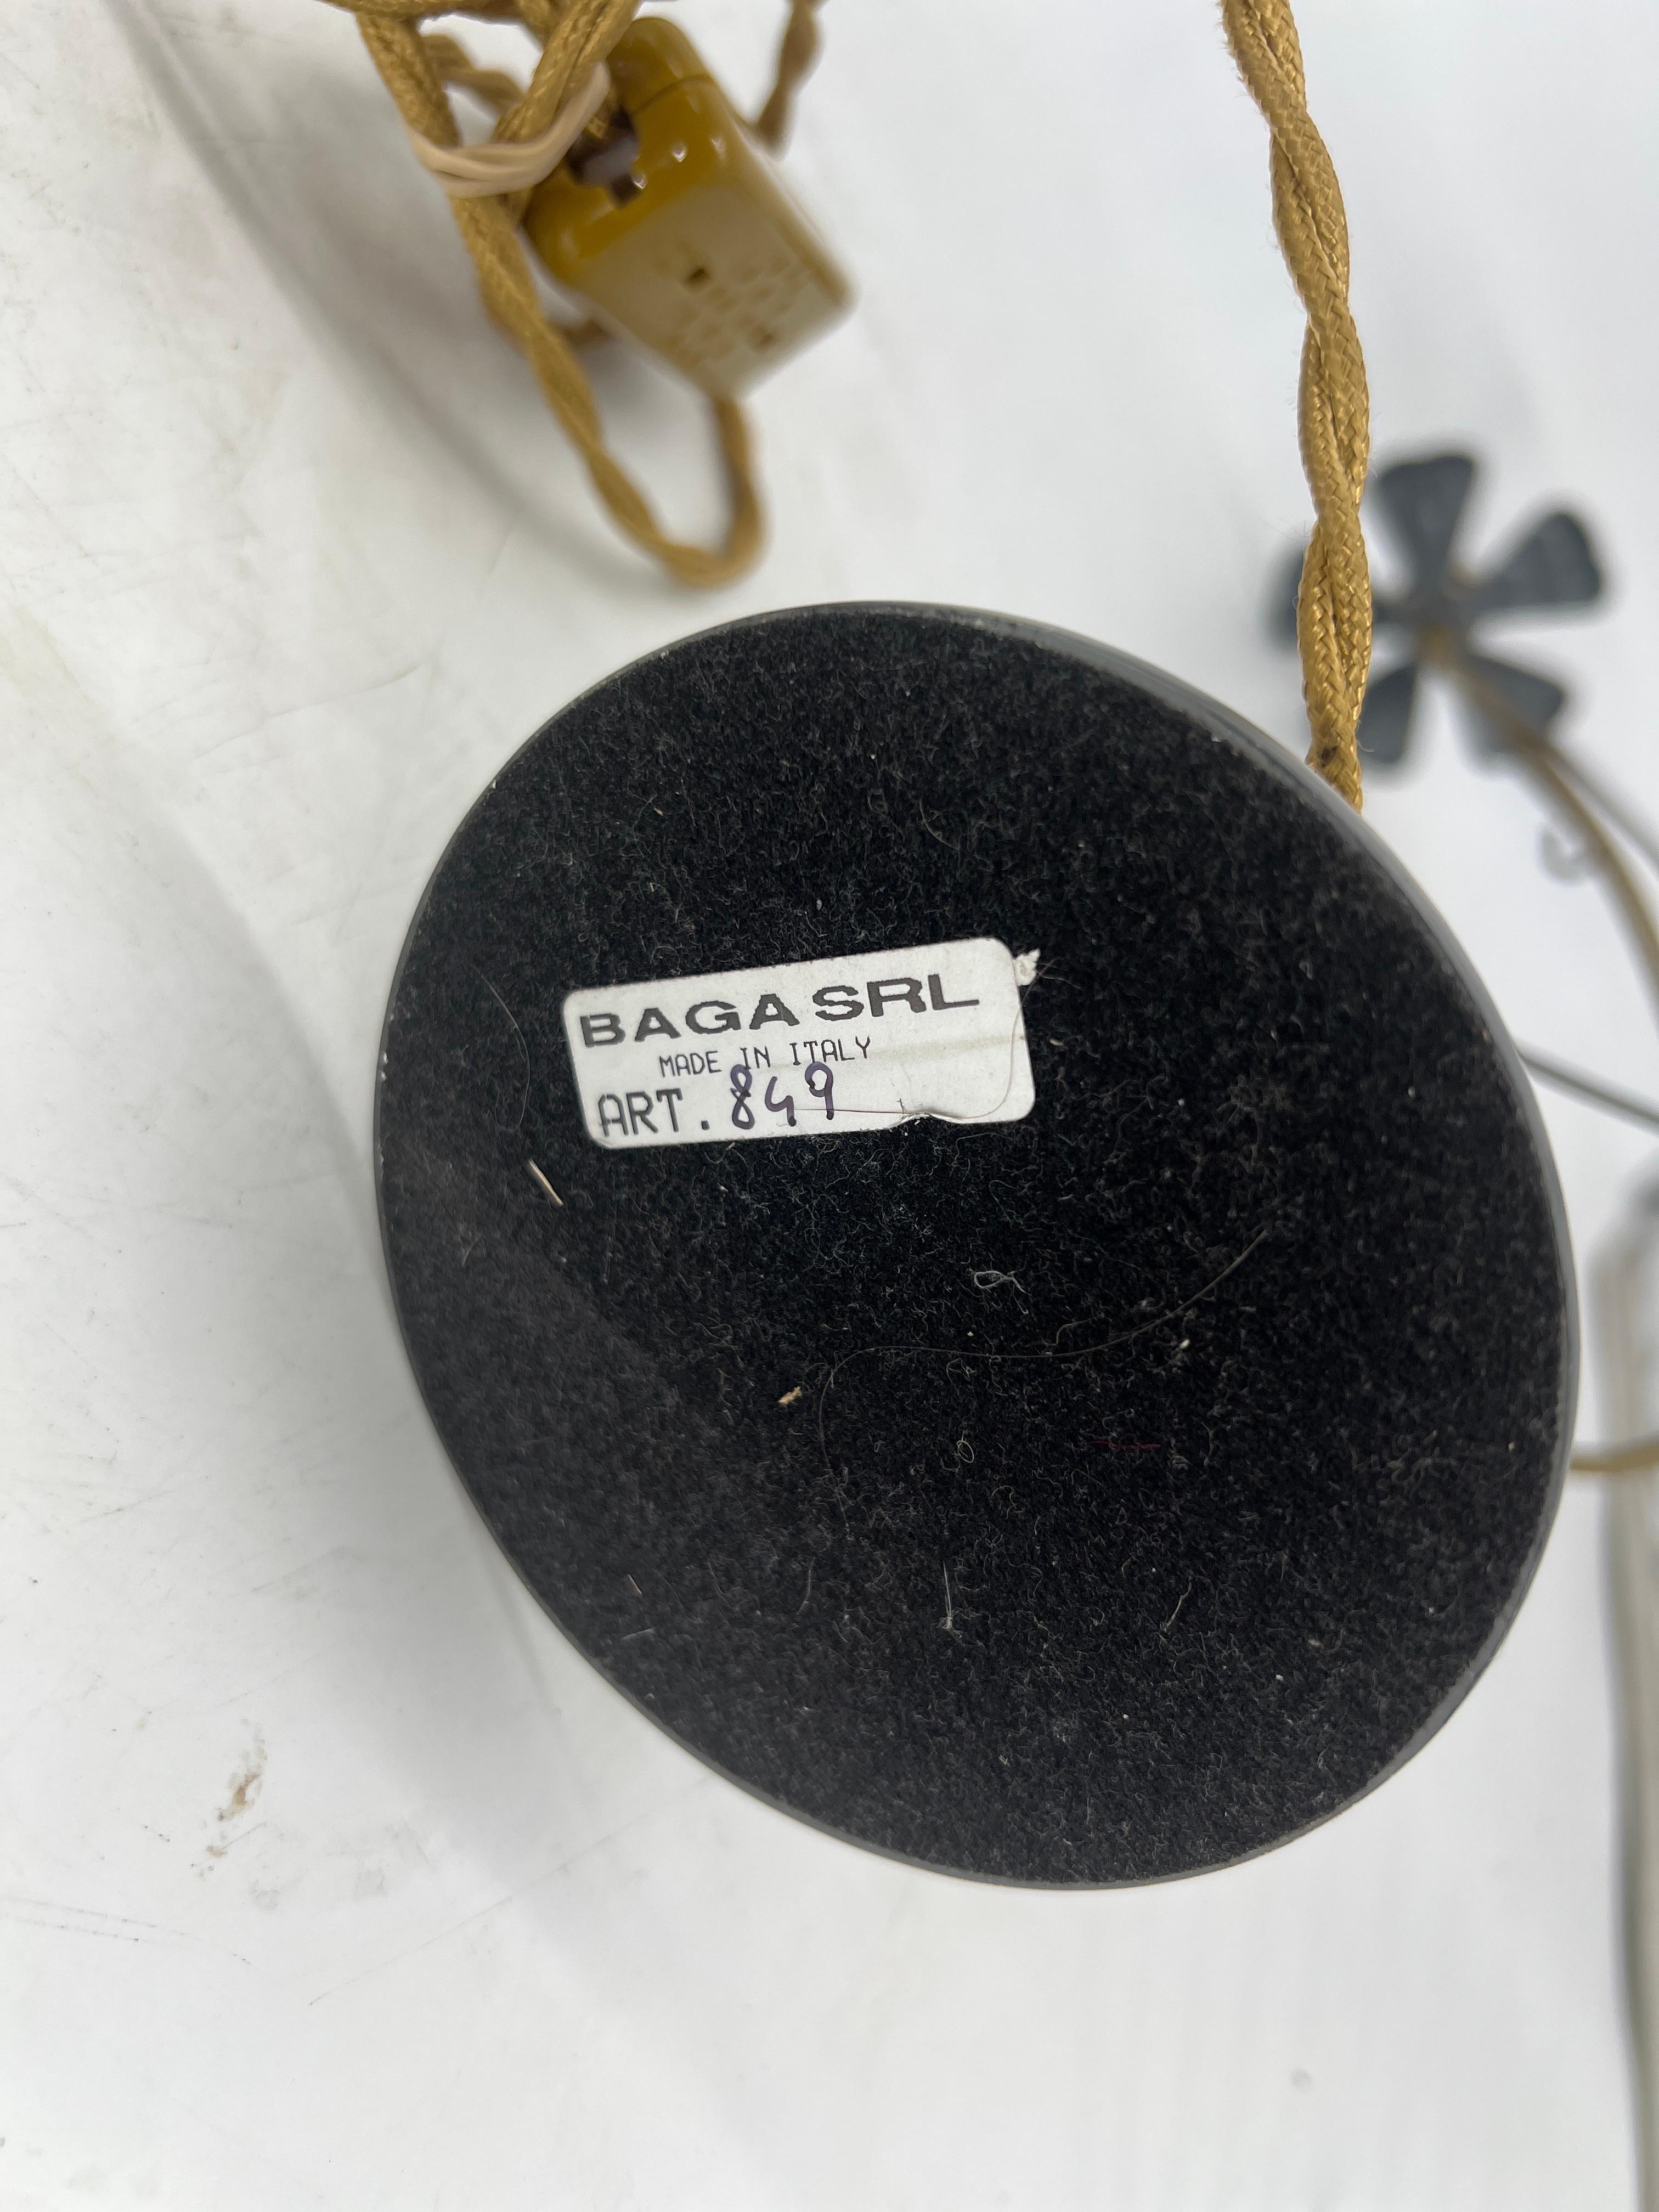 BAGA SRL
MADE IN ITALY
ART. 849